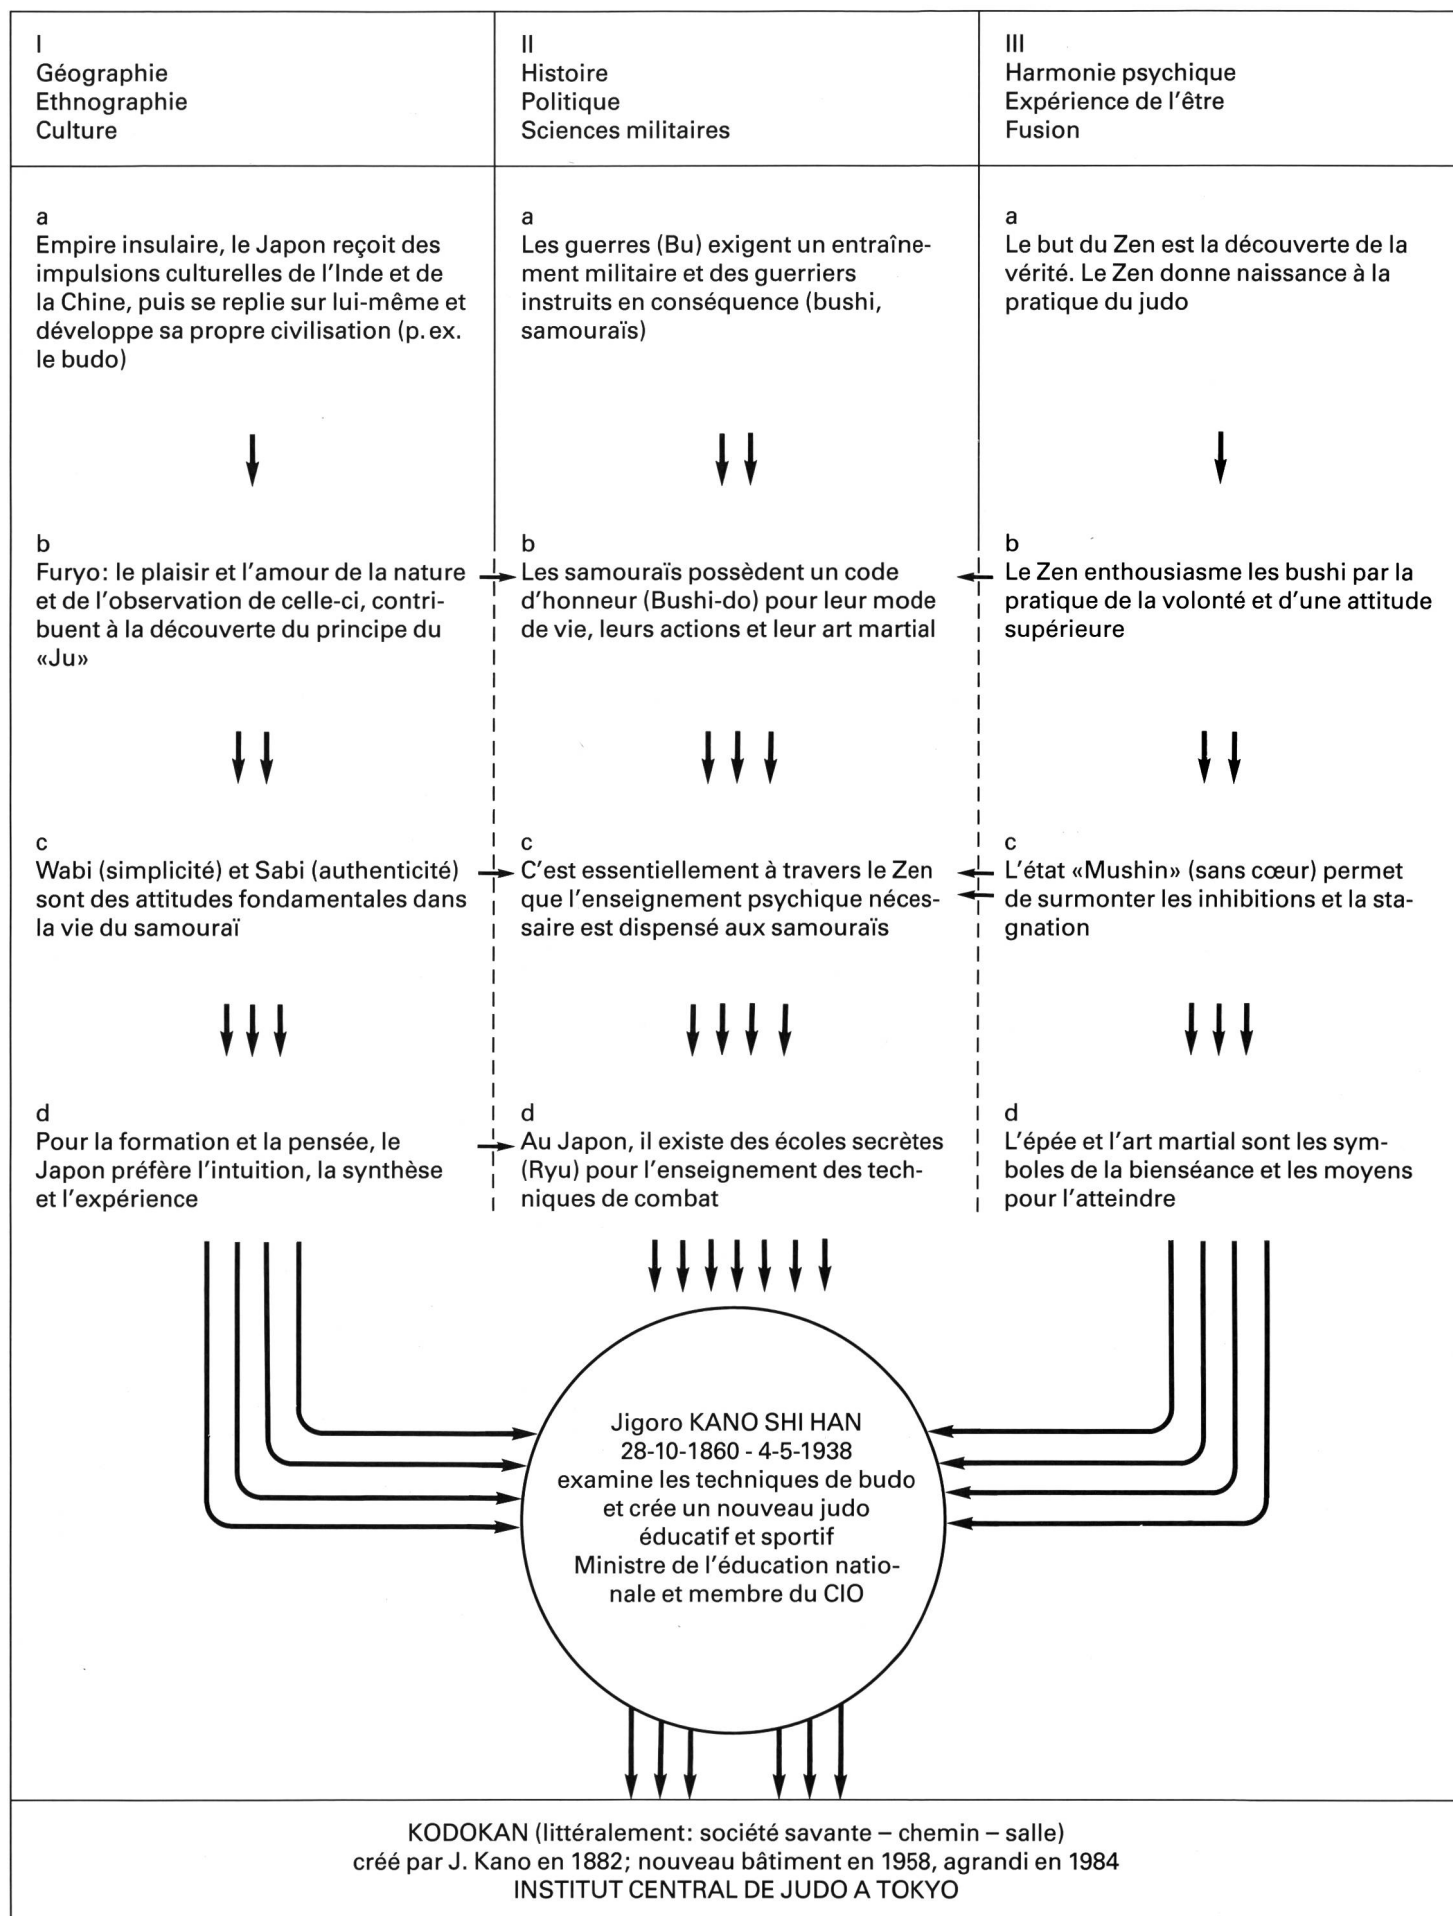 I
Géographie
Ethnographie
Culture
II
Histoire
Politique
Sciences militaires
III
Harmonie psychique
Expérience de l'être
Fusion
a
Empire insulaire, le Japon reçoit des
impulsions culturelles de l'Inde et de
la Chine, puis se replie sur lui-même et
développe sa propre civilisation (p. ex.
le budo)
a
Les guerres (Bu) exigent un entraîne-
ment militaire et des guerriers
instruits en conséquence (bushi,
samouraïs)
a
Le but du Zen est la découverte de la
vérité. Le Zen donne naissance à la
pratique du judo
b
Furyo: le plaisir et l'amour de la nature
et de l'observation de celle-ci, contri-
buent à la découverte du principe du
«Ju»
b
Les samouraïs possèdent un code
d'honneur (Bushi-do) pour leur mode
de vie, leurs actions et leur art martial
b
Le Zen enthousiasme les bushi par la
pratique de la volonté et d'une attitude
supérieure
c
Wabi (simplicité) et Sabi (authenticité)
sont des attitudes fondamentales dans
la vie du samouraï
c
C'est essentiellement à travers le Zen
que l'enseignement psychique néces-
saire est dispensé aux samouraïs
c
L'état «Mushin» (sans cœur) permet
de surmonter les inhibitions et la sta-
gnation
d
Pour la formation et la pensée, le
Japon préfère l'intuition, la synthèse
et l'expérience
d
Au Japon, il existe des écoles secrètes
(Ryu) pour l'enseignement des tech-
niques de combat
d
L'épée et l'art martial sont les sym-
boles de la bienséance et les moyens
pour l'atteindre
Jigoro KANO SHI HAN
28-10-1860 - 4-5-1938
examine les techniques de budo
et crée un nouveau judo
éducatif et sportif
Ministre de l'éducation natio-
nale et membre du CIO
KODOKAN (littéralement: société savante – chemin – salle)
créé par J. Kano en 1882; nouveau bâtiment en 1958, agrandi en 1984
INSTITUT CENTRAL DE JUDO A TOKYO